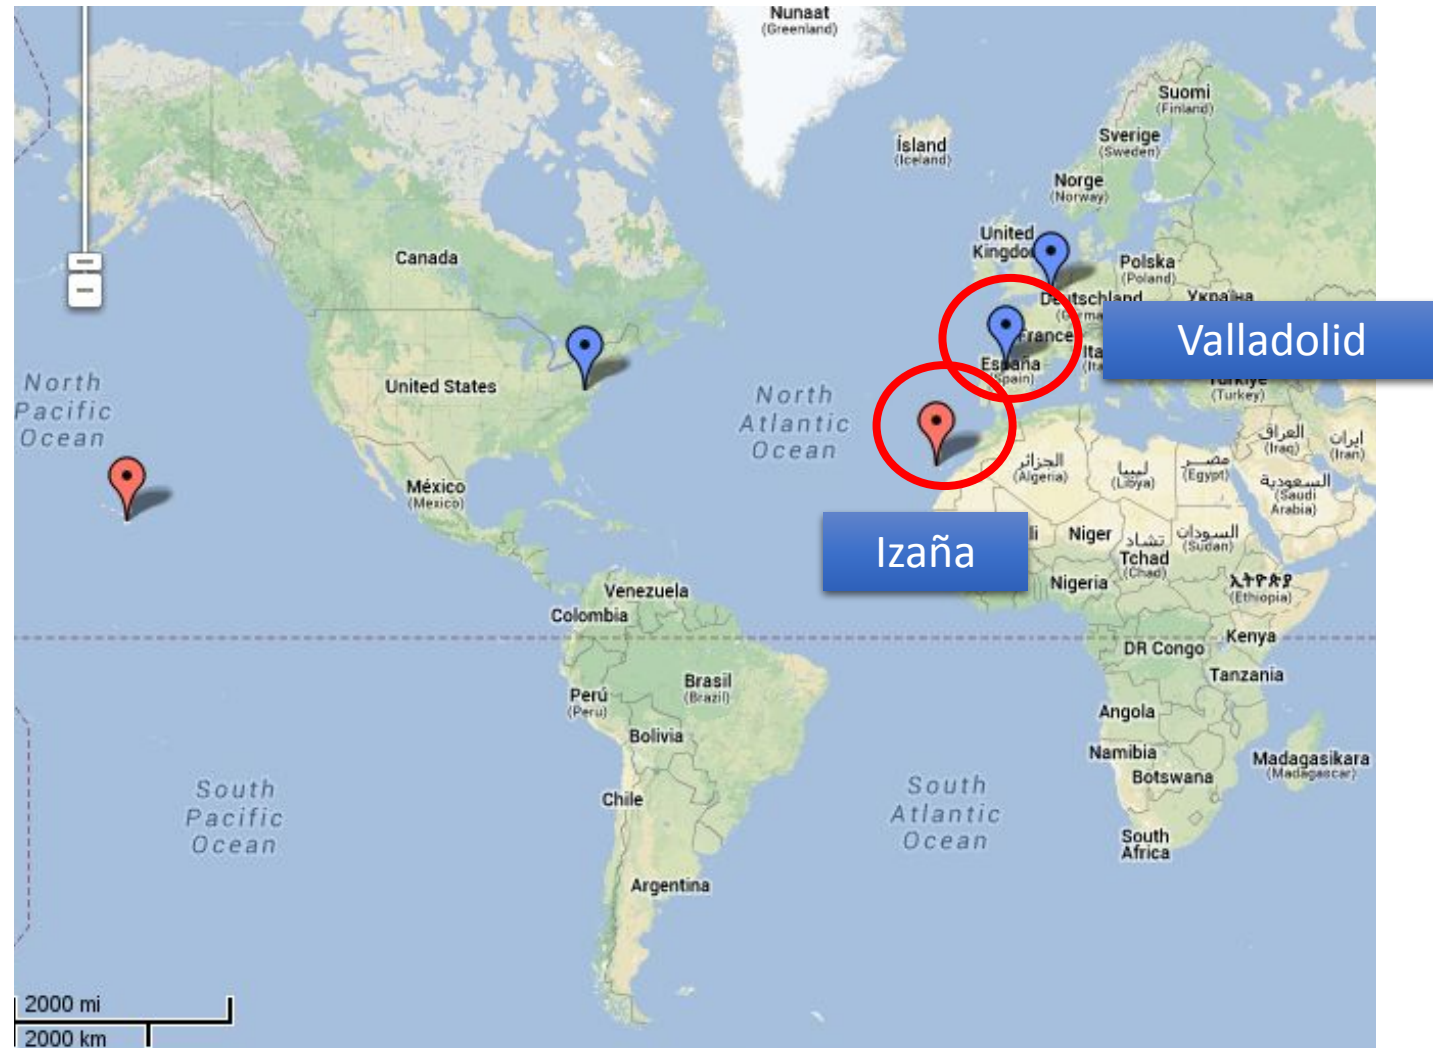 Nunaat
(Greenland)
Suomi
(Finland)
Ísland
(Iceland)
Sverige
(Sweden)
Norge
(Norway)
United
Kingdom
Canada
Polska
(Poland)
Deutschland
Україна
Valladolid
France
España
(Spain)
North
Pacific
Ocean
United States
North
Atlantic
Ocean
Türkiye
(Turkey)
العراق
(Iraq)
ایران
(Iran)
الجزائر
(Algeria)
ليبيا
(Libya)
مصر
(Egypt)
السعودية
(Saudi
Arabia)
México
(Mexico)
Izaña
Niger
تشاد
Tchad
(Chad)
السودان
(Sudan)
Nigeria
ኢትዮጵያ
(Ethiopia)
Venezuela
Colombia
Kenya
DR Congo
Tanzania
Perú
(Peru)
Brasil
(Brazil)
Angola
Bolivia
Namibia
Botswana
Madagasikara
(Madagascar)
South
Pacific
Ocean
Chile
South
Atlantic
Ocean
South
Africa
Argentina
2000 mi
2000 km